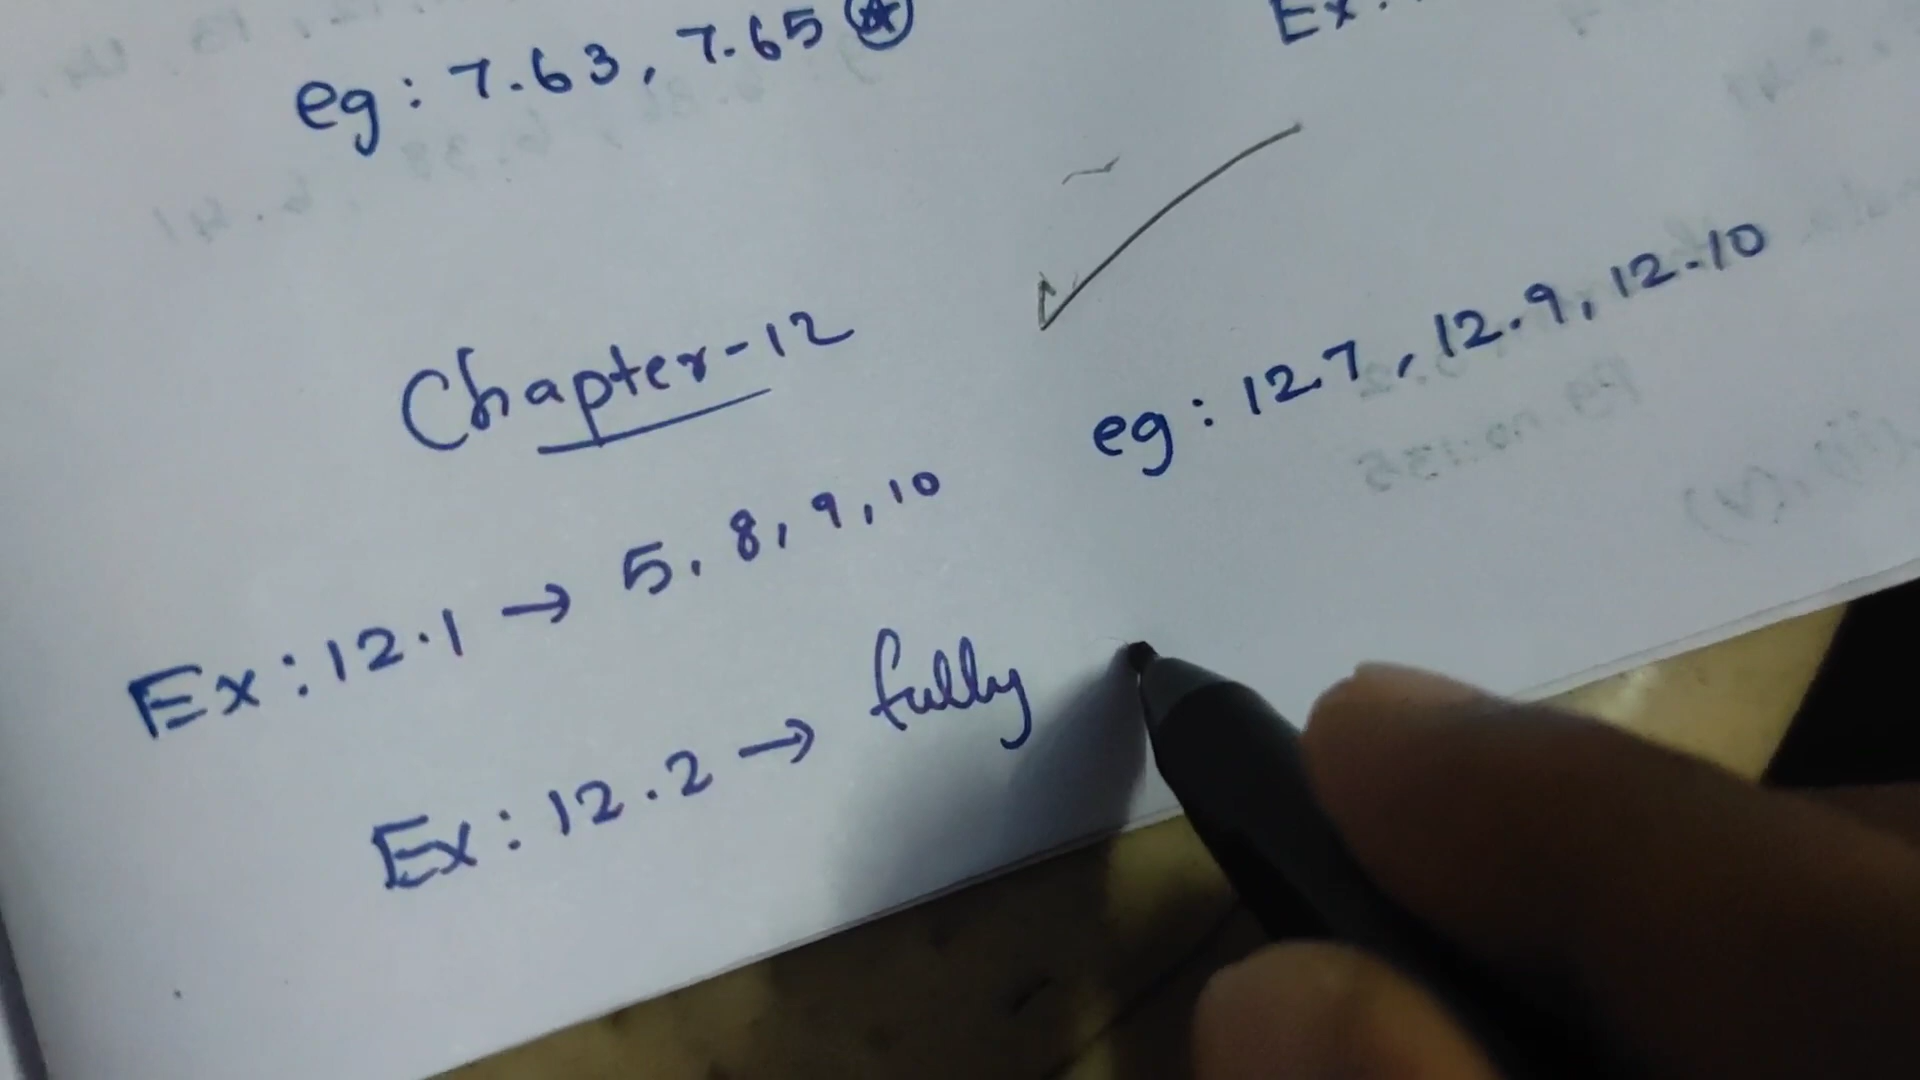 eg: 7.63, 7.65
Ex.
Chapter-12
eg: 12.7, 12.9, 12.10
Ex: 12.1 → 5, 8, 9, 10
Ex: 12.2 → fully